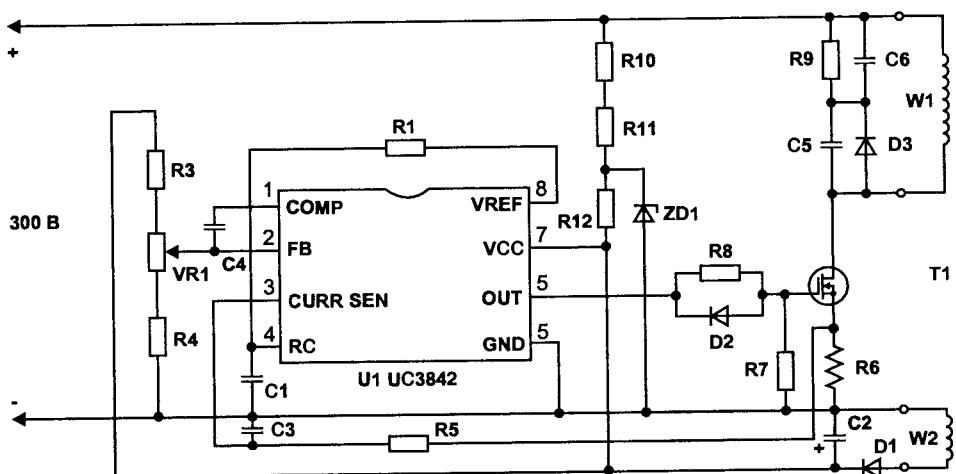 +
R10
R9
C6
W1
R1
R11
C5
D3
R3
1
COMP
8
VREF
R12
ZD1
300 В
2
FB
7
VCC
R8
VR1
C4
3
CURR SEN
5
OUT
T1
R4
4
RC
5
GND
D2
R7
R6
C1
U1 UC3842
-
C3
R5
C2
+
D1
W2